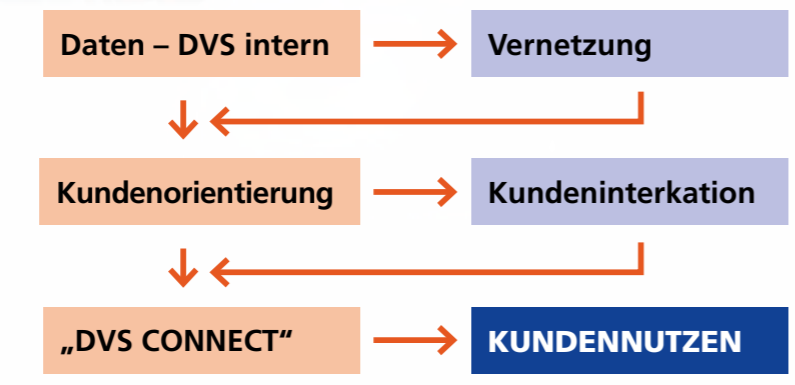 Daten – DVS intern
Vernetzung
Kundenorientierung
Kundeninterkation
„DVS CONNECT“
KUNDENNUTZEN